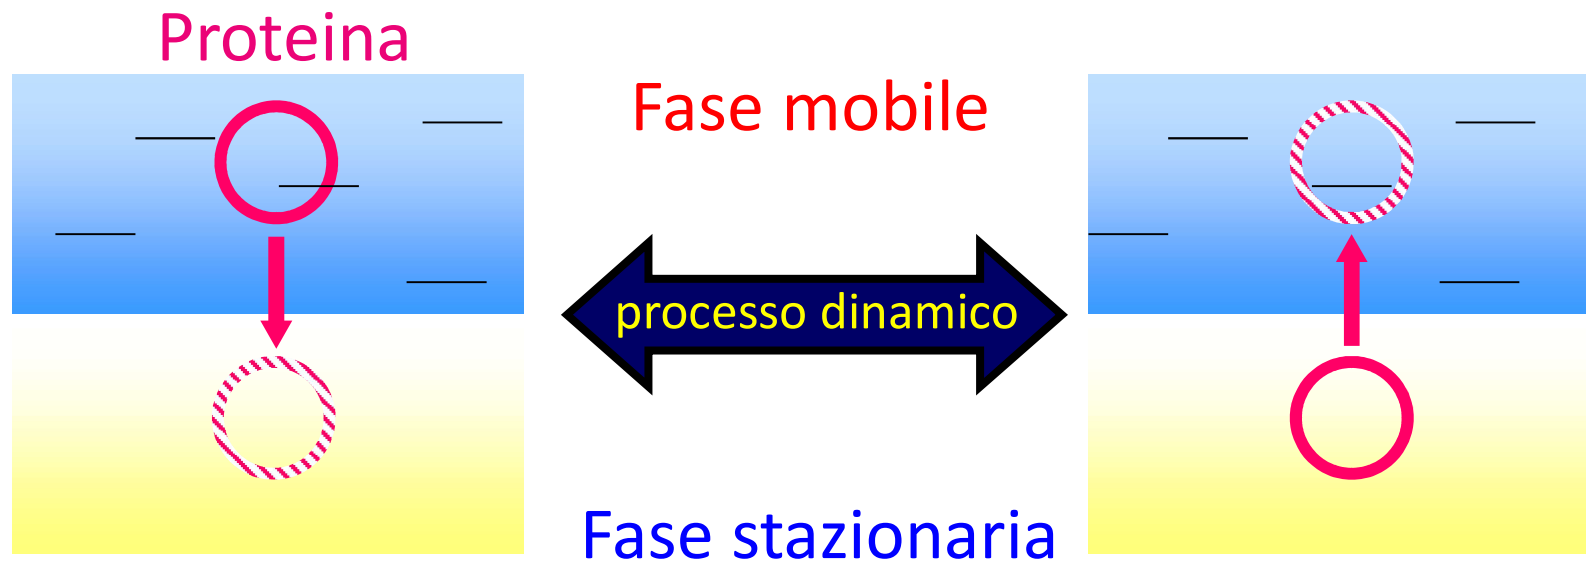 Proteina
Fase mobile
processo dinamico
Fase stazionaria